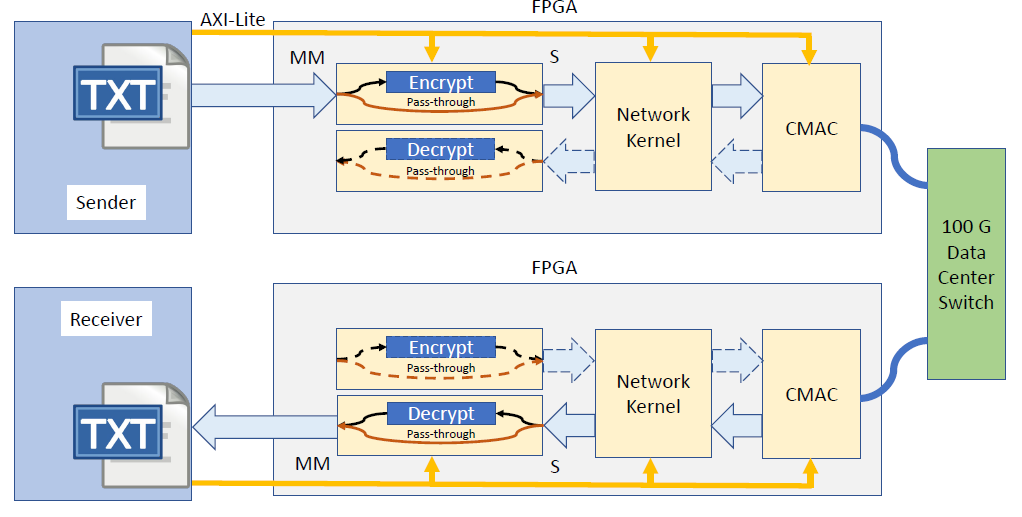 FPGA
AXI-Lite
MM
S
TXT
Encrypt
Pass-through
Decrypt
Pass-through
Network
Kernel
CMAC
Sender
100 G
Data
Center
Switch
FPGA
Receiver
Encrypt
Pass-through
Decrypt
Pass-through
Network
Kernel
CMAC
TXT
MM
S